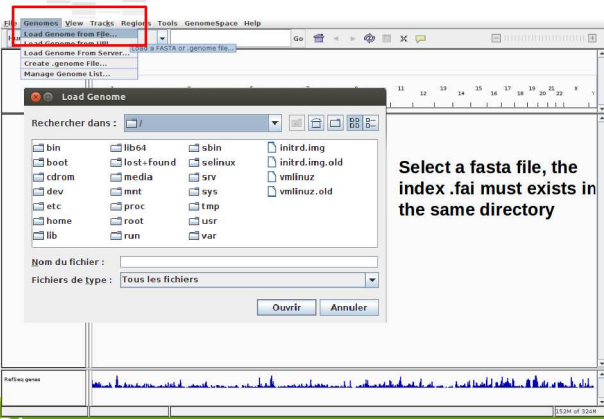 File Genomes View Tracks Regions Tools GenomeSpace Help
Load Genome from File...
Go
Load Genome from URL...
Load a FASTA or .genome file...
Load Genome From Server...
Create .genome File...
Manage Genome List...
Load Genome
11 13 15 17 19 21 X
12 14 16 18 20 22 Y
Rechercher dans : /
bin lib64 sbin initrd.img
boot lost+found selinux initrd.img.old
cdrom media srv vmlinuz
dev mnt sys vmlinuz.old
etc proc tmp
home root usr
lib run var
Select a fasta file, the
index .fai must exists in
the same directory
Nom du fichier :
Fichiers de type : Tous les fichiers
Ouvrir Annuler
RefSeq genes
152M of 324M